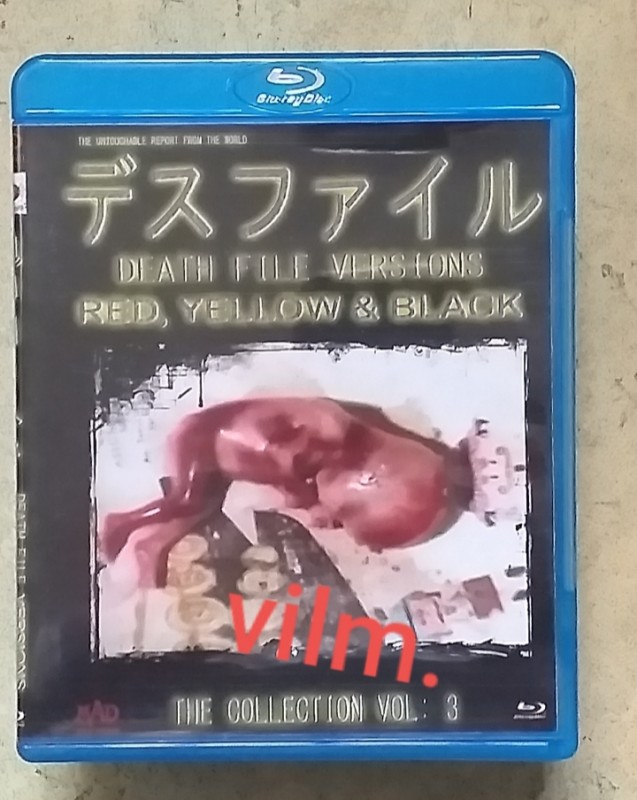 Blu-ray Disc
THE UNTOUCHABLE REPORT FROM THE WORLD
デスファイル
DEATH FILE VERSIONS
RED, YELLOW & BLACK
vilm.
THE COLLECTION VOL: 3
DEATH FILE VERSIONS